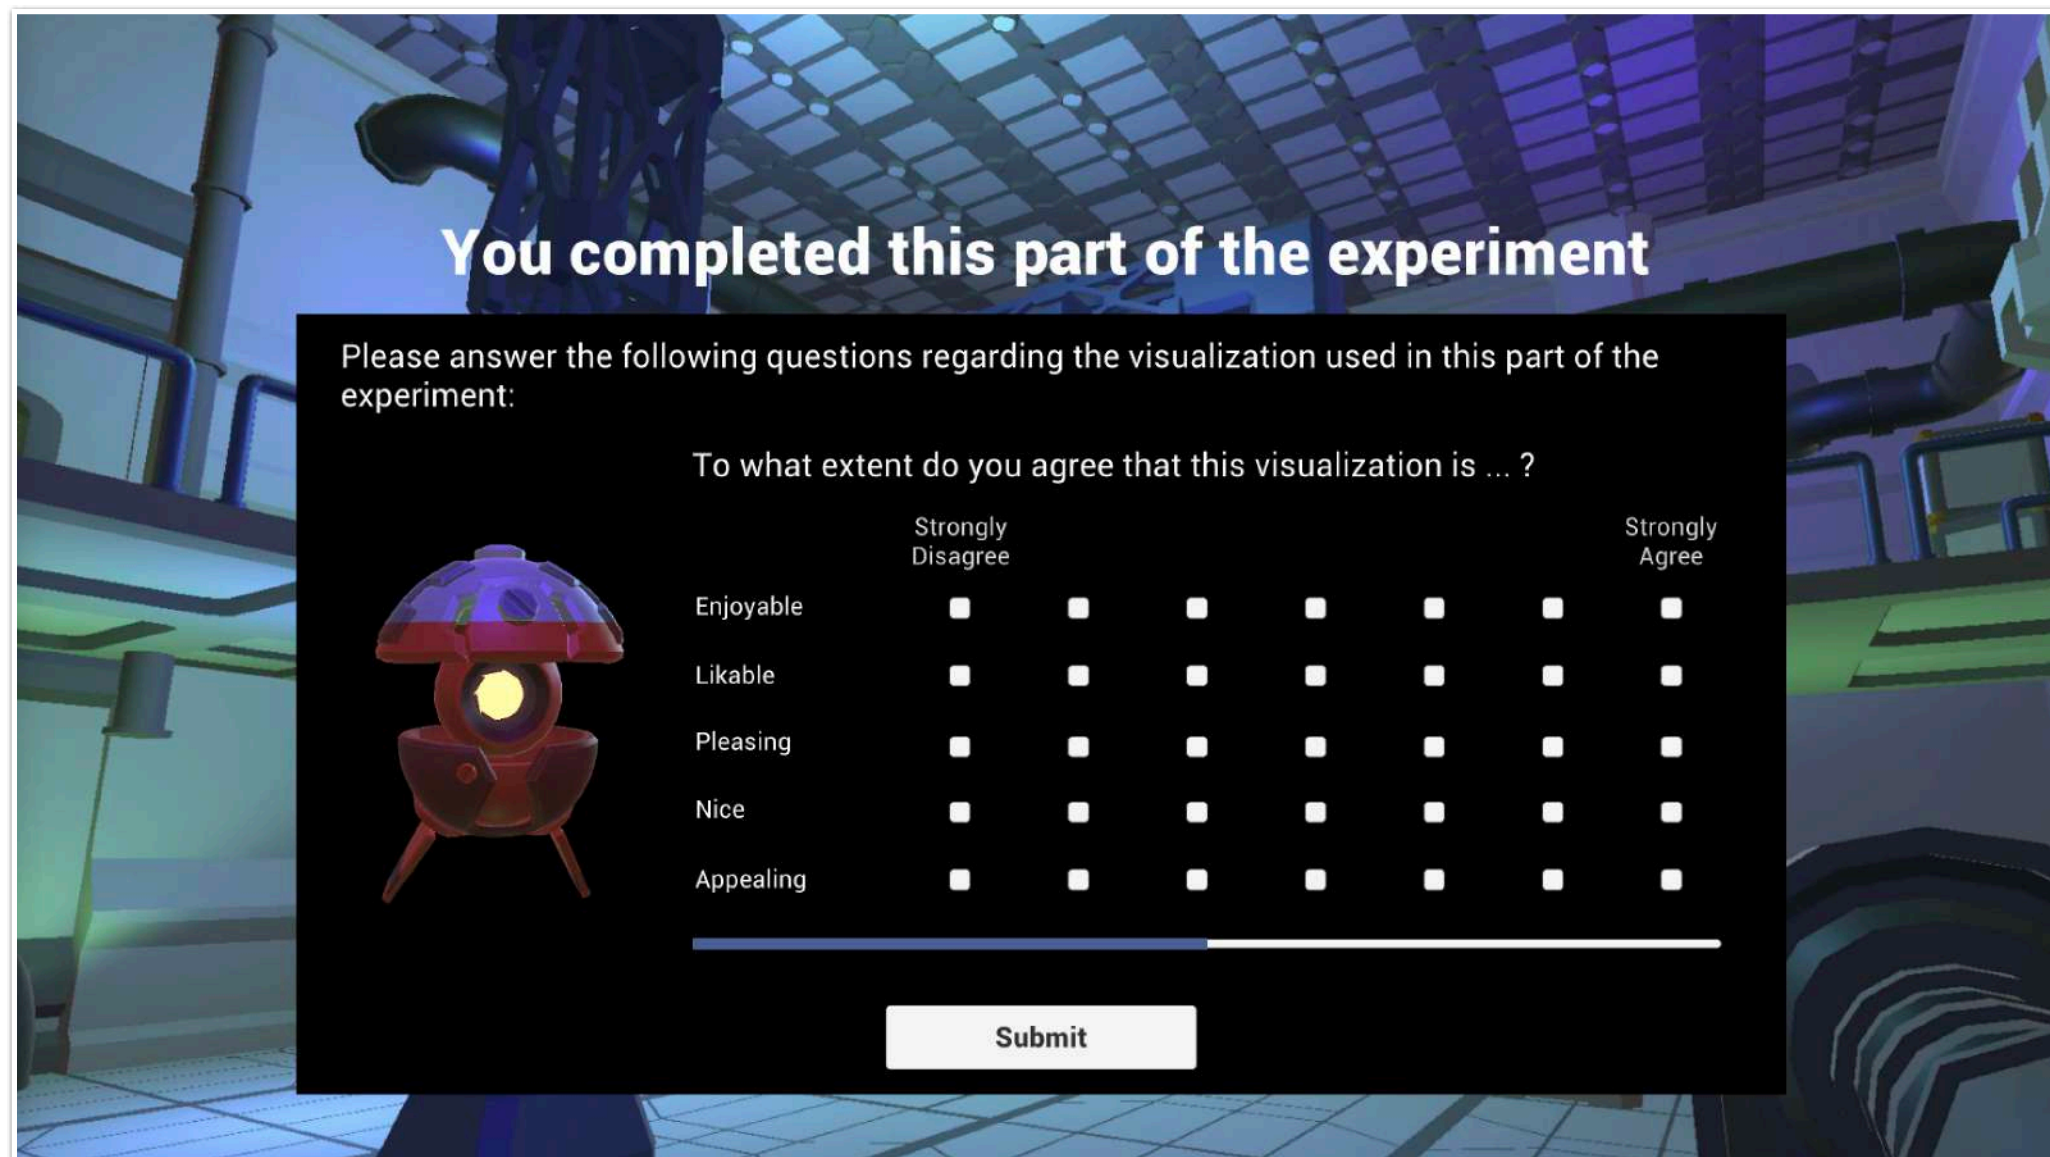 You completed this part of the experiment
Please answer the following questions regarding the visualization used in this part of the
experiment:
To what extent do you agree that this visualization is ... ?
Strongly
Disagree
Strongly
Agree
Enjoyable
Likable
Pleasing
Nice
Appealing
Submit